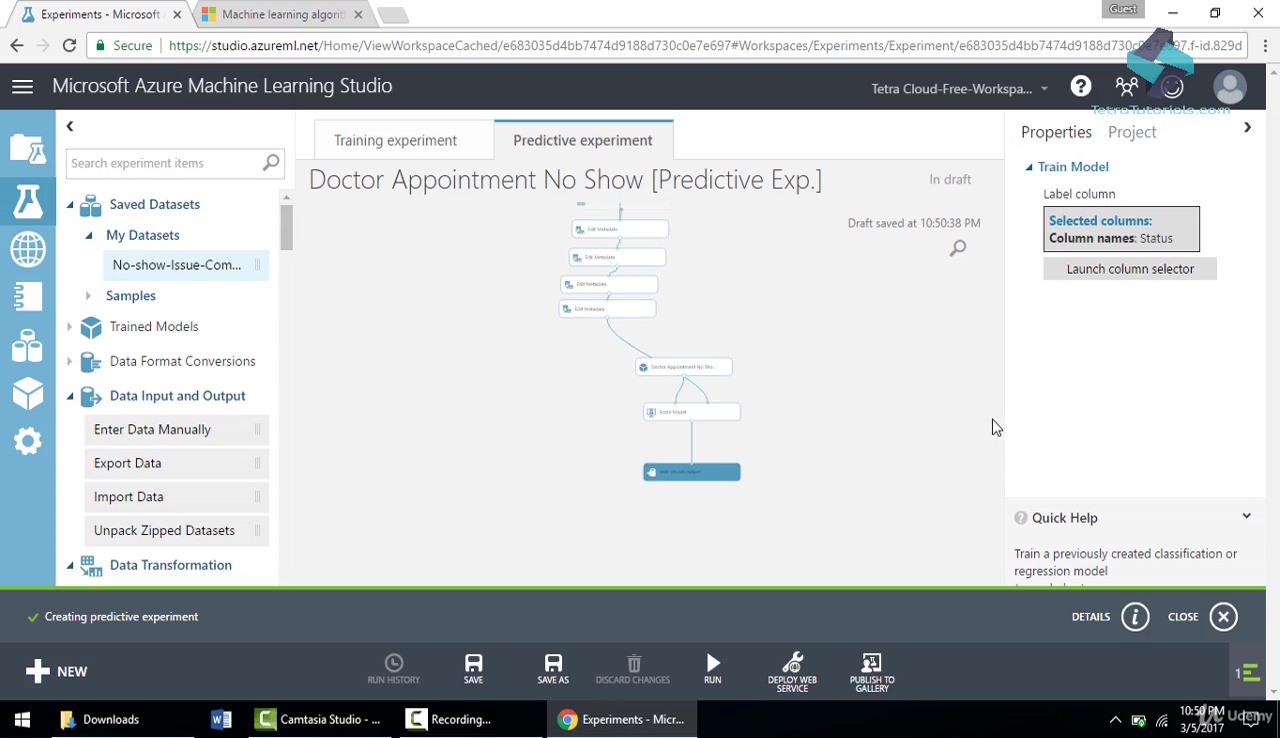 Experiments - Microsoft
Machine learning algorit
Guest
Secure
https://studio.azureml.net/Home/ViewWorkspaceCached/e683035d4bb7474d9188d730c0e7e697#Workspaces/Experiments/Experiment/e683035d4bb7474d9188d730c0e7e697.f-id.829d
Microsoft Azure Machine Learning Studio
Tetra Cloud-Free-Workspa...
TetraTutorials.com
Search experiment items
Saved Datasets
My Datasets
No-show-Issue-Com...
Samples
Trained Models
Data Format Conversions
Data Input and Output
Enter Data Manually
Export Data
Import Data
Unpack Zipped Datasets
Data Transformation
Training experiment
Predictive experiment
Doctor Appointment No Show [Predictive Exp.]
In draft
Draft saved at 10:50:38 PM
Edit Metadata
Edit Metadata
Edit Metadata
Edit Metadata
Doctor Appointment No Sho...
Score Model
Properties
Project
Train Model
Label column
Selected columns:
Column names: Status
Launch column selector
Quick Help
Train a previously created classification or
regression model
Creating predictive experiment
DETAILS
CLOSE
NEW
RUN HISTORY
SAVE
SAVE AS
DISCARD CHANGES
RUN
DEPLOY WEB
SERVICE
PUBLISH TO
GALLERY
1
Downloads
Camtasia Studio - ...
Recording...
Experiments - Micr...
10:50 PM
3/5/2017
Udemy